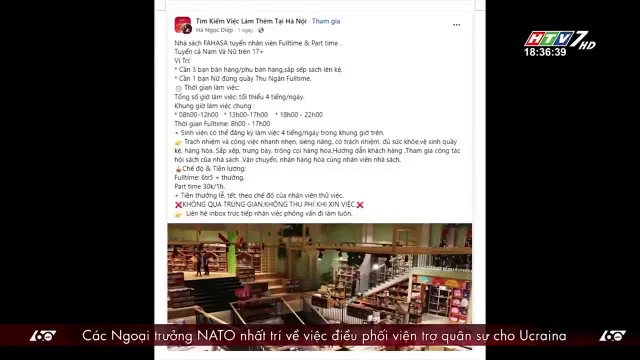 Tìm Kiếm Việc Làm Thêm Tại Hà Nội · Tham gia
Hà Ngọc Diệp · 1 ngày
HTV7 HD
18:36:39
Nhà sách FAHASA tuyển nhân viên Fulltime & Part time .
Tuyển cả Nam Và Nữ trên 17+
Vị Trí:
* Cần 3 bạn bán hàng/phụ bán hàng,sắp sếp sách lên kệ.
* Cần 1 bạn Nữ đứng quầy Thu Ngân Fulltime.
Thời gian làm việc:
Tổng số giờ làm việc: tối thiểu 4 tiếng/ngày.
Khung giờ làm việc chung :
* 08h00-12h00 * 13h00-17h00 * 18h00 - 22h00
Thời gian Fulltime: 8h00 - 17h00
+ Sinh viên có thể đăng ký làm việc 4 tiếng/ngày trong khung giờ trên.
👉 Trách nhiệm và công việc nhanh nhẹn, siêng năng, có trách nhiệm, đủ sức khỏe,vệ sinh quầy
kệ, hàng hóa. Sắp xếp, trưng bày, trông coi hàng hóa.Hướng dẫn khách hàng .Tham gia công tác
hội sách của nhà sách .Vận chuyển, nhận hàng hóa cùng nhân viên nhà sách.
Chế độ & Tiền lương:
Fulltime: 6tr5 + thưởng.
Part time 30k/1h.
+ Tiền thưởng lễ, tết: theo chế độ của nhân viên thử việc.
❌KHÔNG QUA TRUNG GIAN,KHÔNG THU PHÍ KHI XIN VIỆC.❌
👉 Liên hệ inbox trực tiếp nhận việc phỏng vấn đi làm luôn.
60 Các Ngoại trưởng NATO nhất trí về việc điều phối viện trợ quân sự cho Ucraina 60